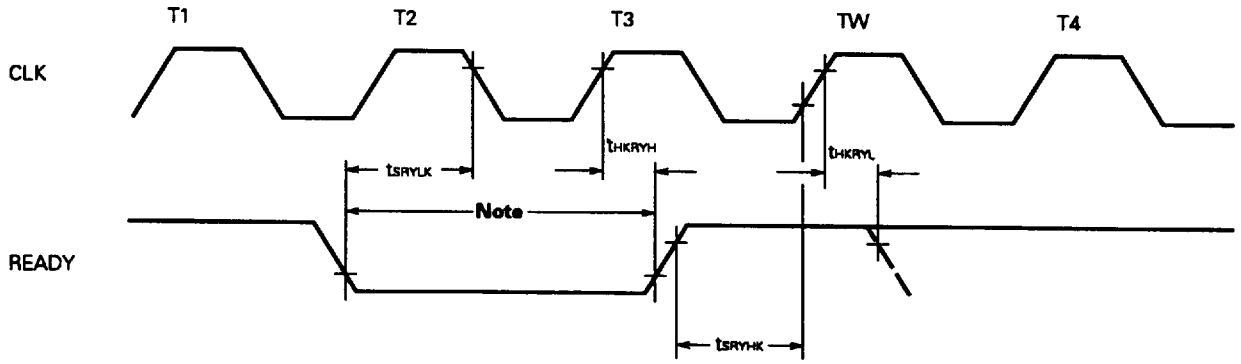 T1 T2 T3 TW T4
CLK
tHKRYH tHKRYL
tSRYLK
Note
READY
tSRYHK